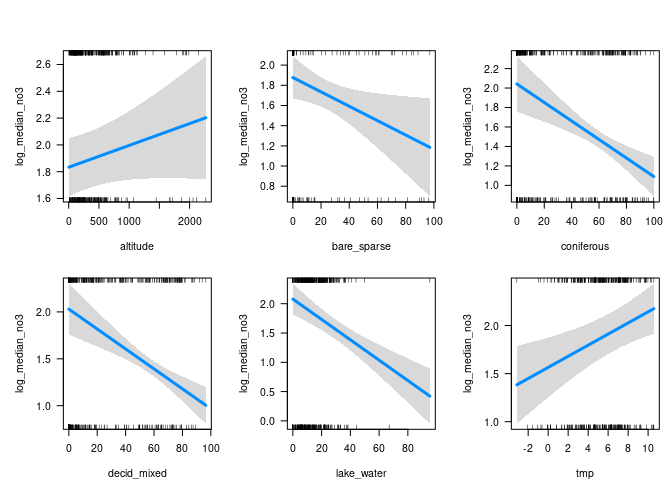 log_median_no3
2.6
2.4
2.2
2.0
1.8
1.6
0 500 1000 2000
altitude
log_median_no3
2.0
1.8
1.6
1.4
1.2
1.0
0.8
0 20 40 60 80 100
bare_sparse
log_median_no3
2.2
2.0
1.8
1.6
1.4
1.2
1.0
0 20 40 60 80 100
coniferous
log_median_no3
2.0
1.5
1.0
0 20 40 60 80 100
decid_mixed
log_median_no3
2.0
1.5
1.0
0.5
0.0
0 20 40 60 80
lake_water
log_median_no3
2.0
1.5
1.0
-2 0 2 4 6 8 10
tmp